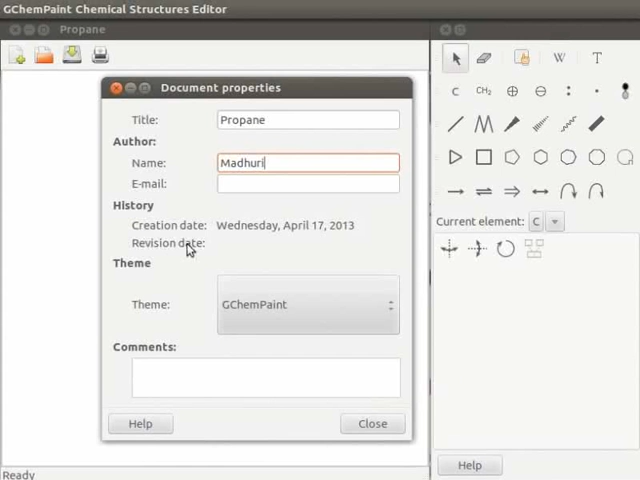 GChemPaint Chemical Structures Editor
Propane
Document properties
Title: Propane
Author:
Name: Madhuri
E-mail:
History
Creation date: Wednesday, April 17, 2013
Revision date:
Theme
Theme: GChemPaint
Comments:
Help Close
Ready
W T
C CH2
Current element: C
Help